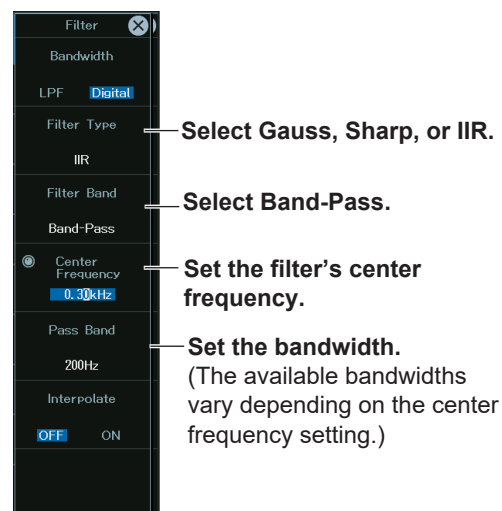 Filter
Bandwidth
LPF Digital
Filter Type
IIR
Select Gauss, Sharp, or IIR.
Filter Band
Band-Pass
Select Band-Pass.
Center
Frequency
0.30kHz
Set the filter's center
frequency.
Pass Band
200Hz
Set the bandwidth.
(The available bandwidths
vary depending on the center
frequency setting.)
Interpolate
OFF ON